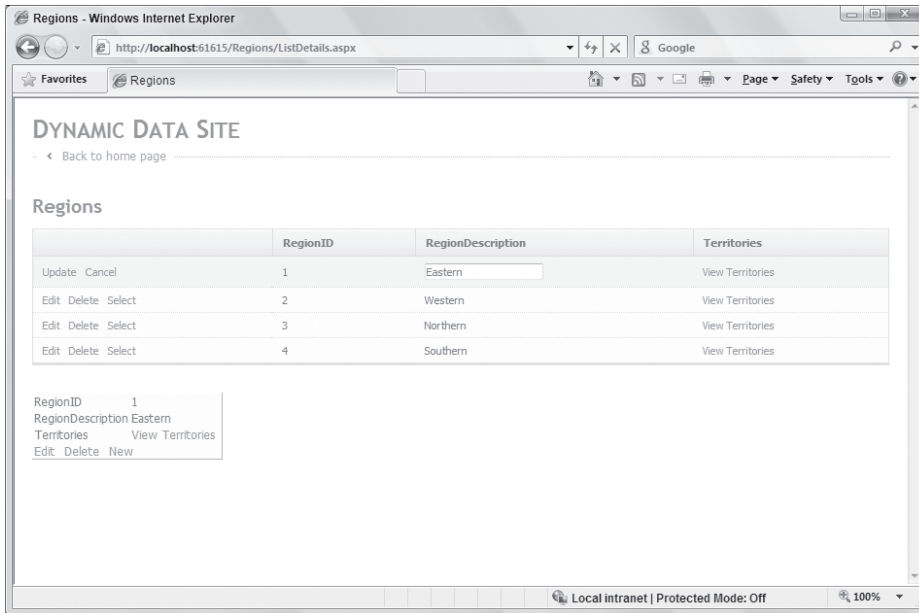 Regions - Windows Internet Explorer
http://localhost:61615/Regions/ListDetails.aspx
Google
Favorites
Regions
Page
Safety
Tools
DYNAMIC DATA SITE
Back to home page
Regions
RegionID RegionDescription Territories
Update Cancel 1 Eastern View Territories
Edit Delete Select 2 Western View Territories
Edit Delete Select 3 Northern View Territories
Edit Delete Select 4 Southern View Territories
RegionID 1
RegionDescription Eastern
Territories View Territories
Edit Delete New
Local intranet | Protected Mode: Off
100%